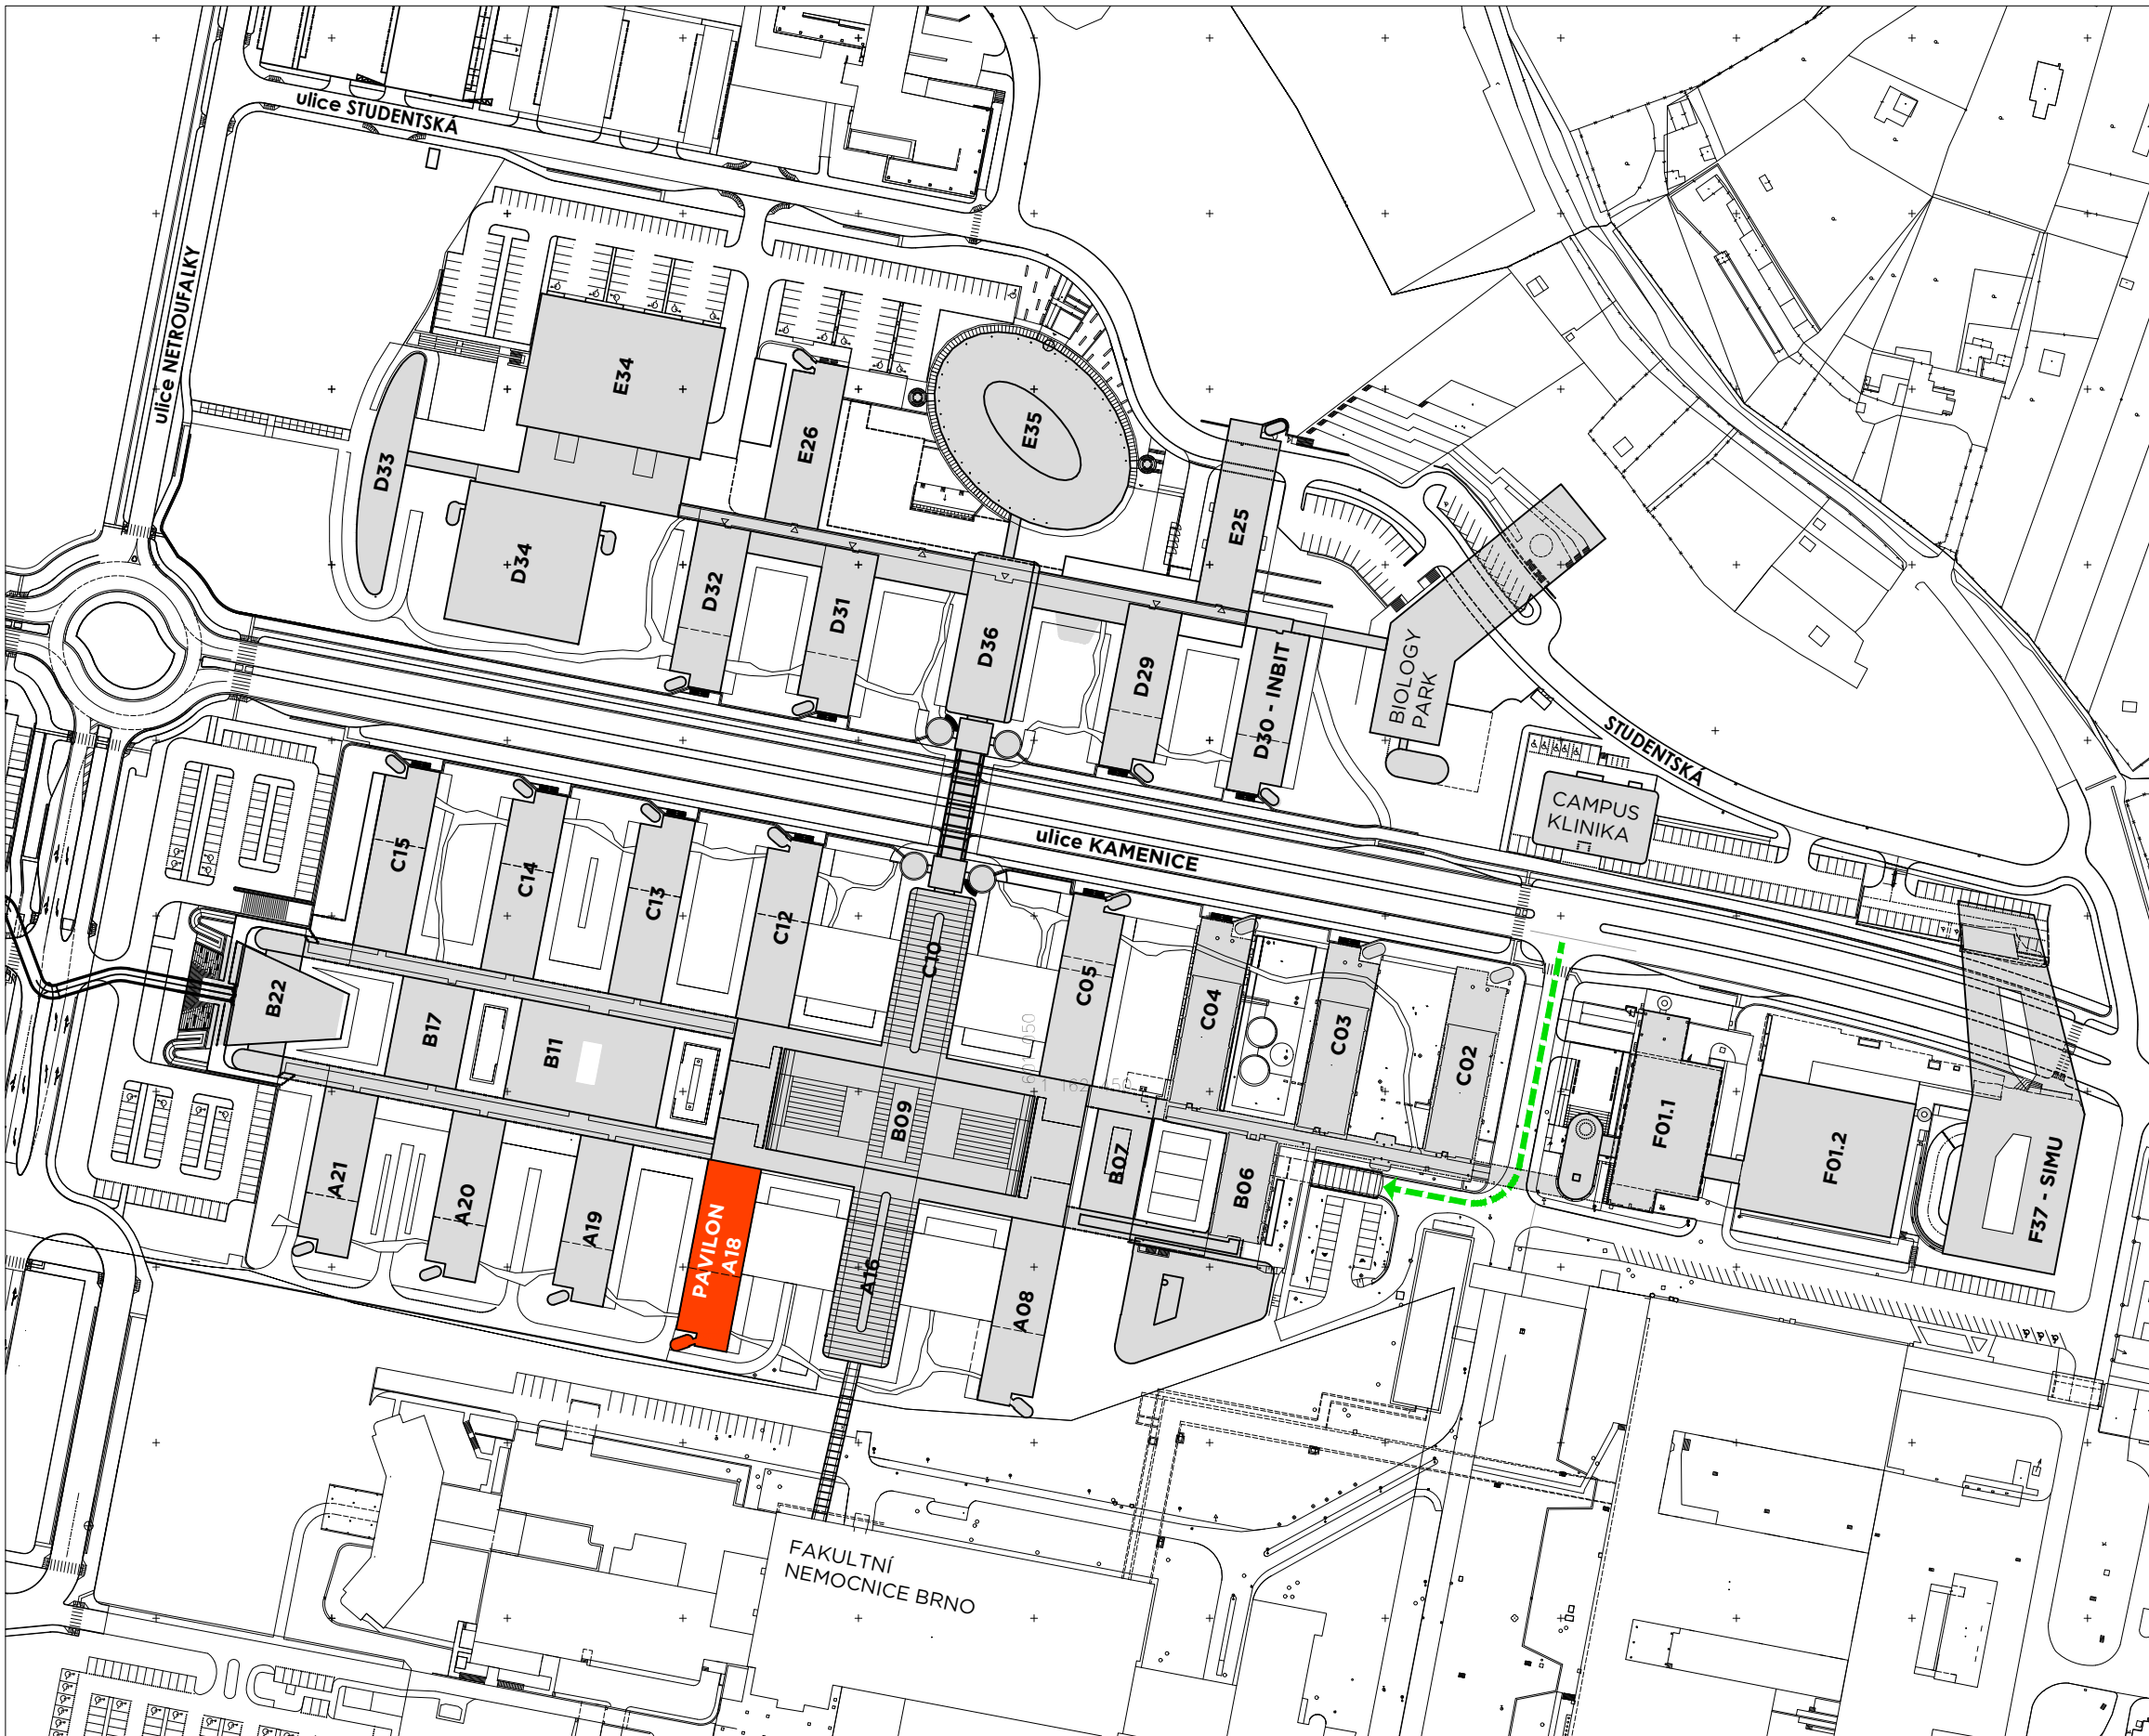 ulice STUDENTSKÁ
ulice NETROUFALKY
E34
E26
E35
D33
E25
D34
D32
D31
D36
D29
D30 - INBIT
BIOLOGY
PARK
STUDENTSKÁ
CAMPUS
KLINIKA
ulice KAMENICE
C15
C14
C13
C12
C10
C05
C04
C03
C02
B22
B17
B11
B09
B07
B06
F01.1
F01.2
F37 - SIMU
A21
A20
A19
PAVILON
A18
A16
A08
FAKULTNÍ
NEMOCNICE BRNO